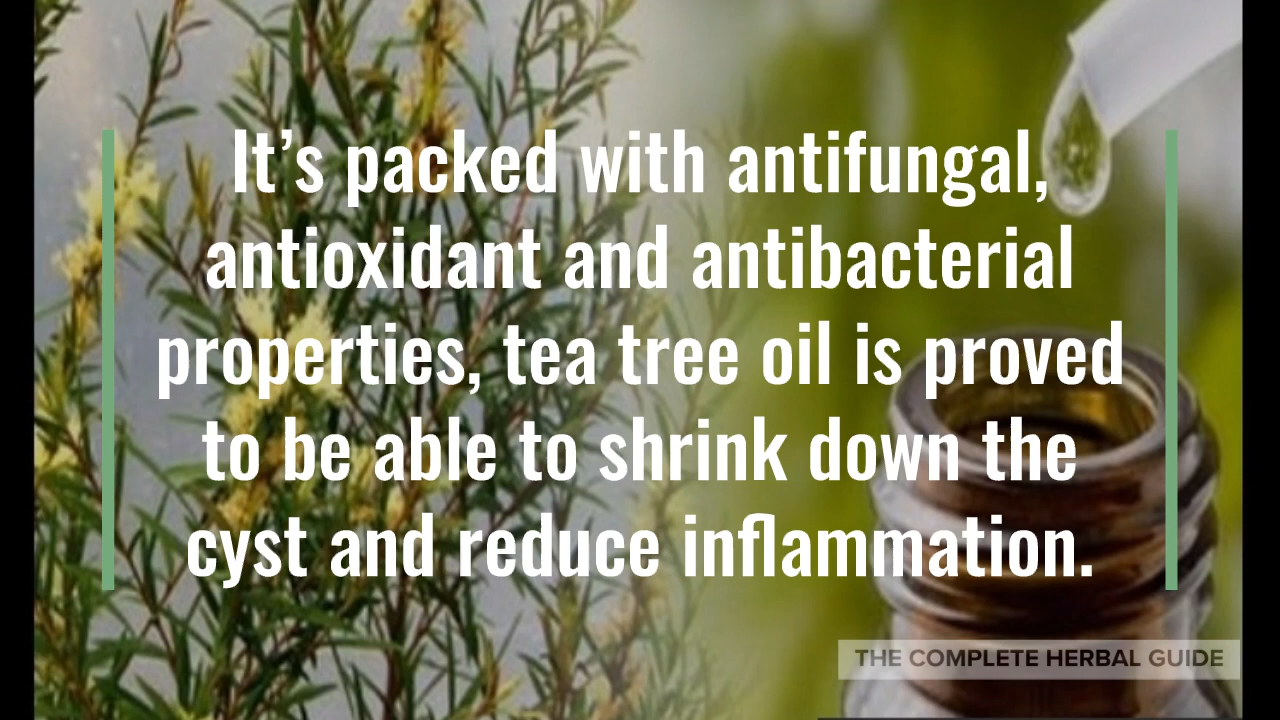 It’s packed with antifungal,
antioxidant and antibacterial
properties, tea tree oil is proved
to be able to shrink down the
cyst and reduce inflammation.
THE COMPLETE HERBAL GUIDE